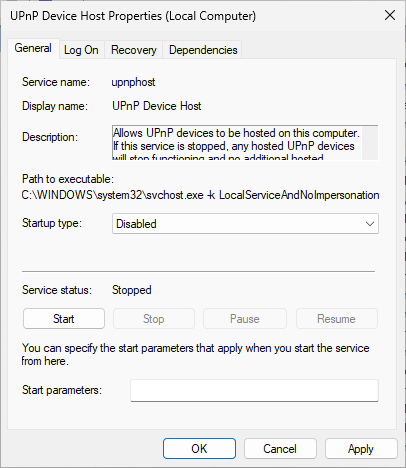 UPnP Device Host Properties (Local Computer)
General Log On Recovery Dependencies
Service name: upnphost
Display name: UPnP Device Host
Description: Allows UPnP devices to be hosted on this computer.
If this service is stopped, any hosted UPnP devices
will stop functioning and no additional hosted
Path to executable:
C:\WINDOWS\system32\svchost.exe -k LocalServiceAndNoImpersonation
Startup type: Disabled
Service status: Stopped
Start Stop Pause Resume
You can specify the start parameters that apply when you start the service
from here.
Start parameters:
OK Cancel Apply